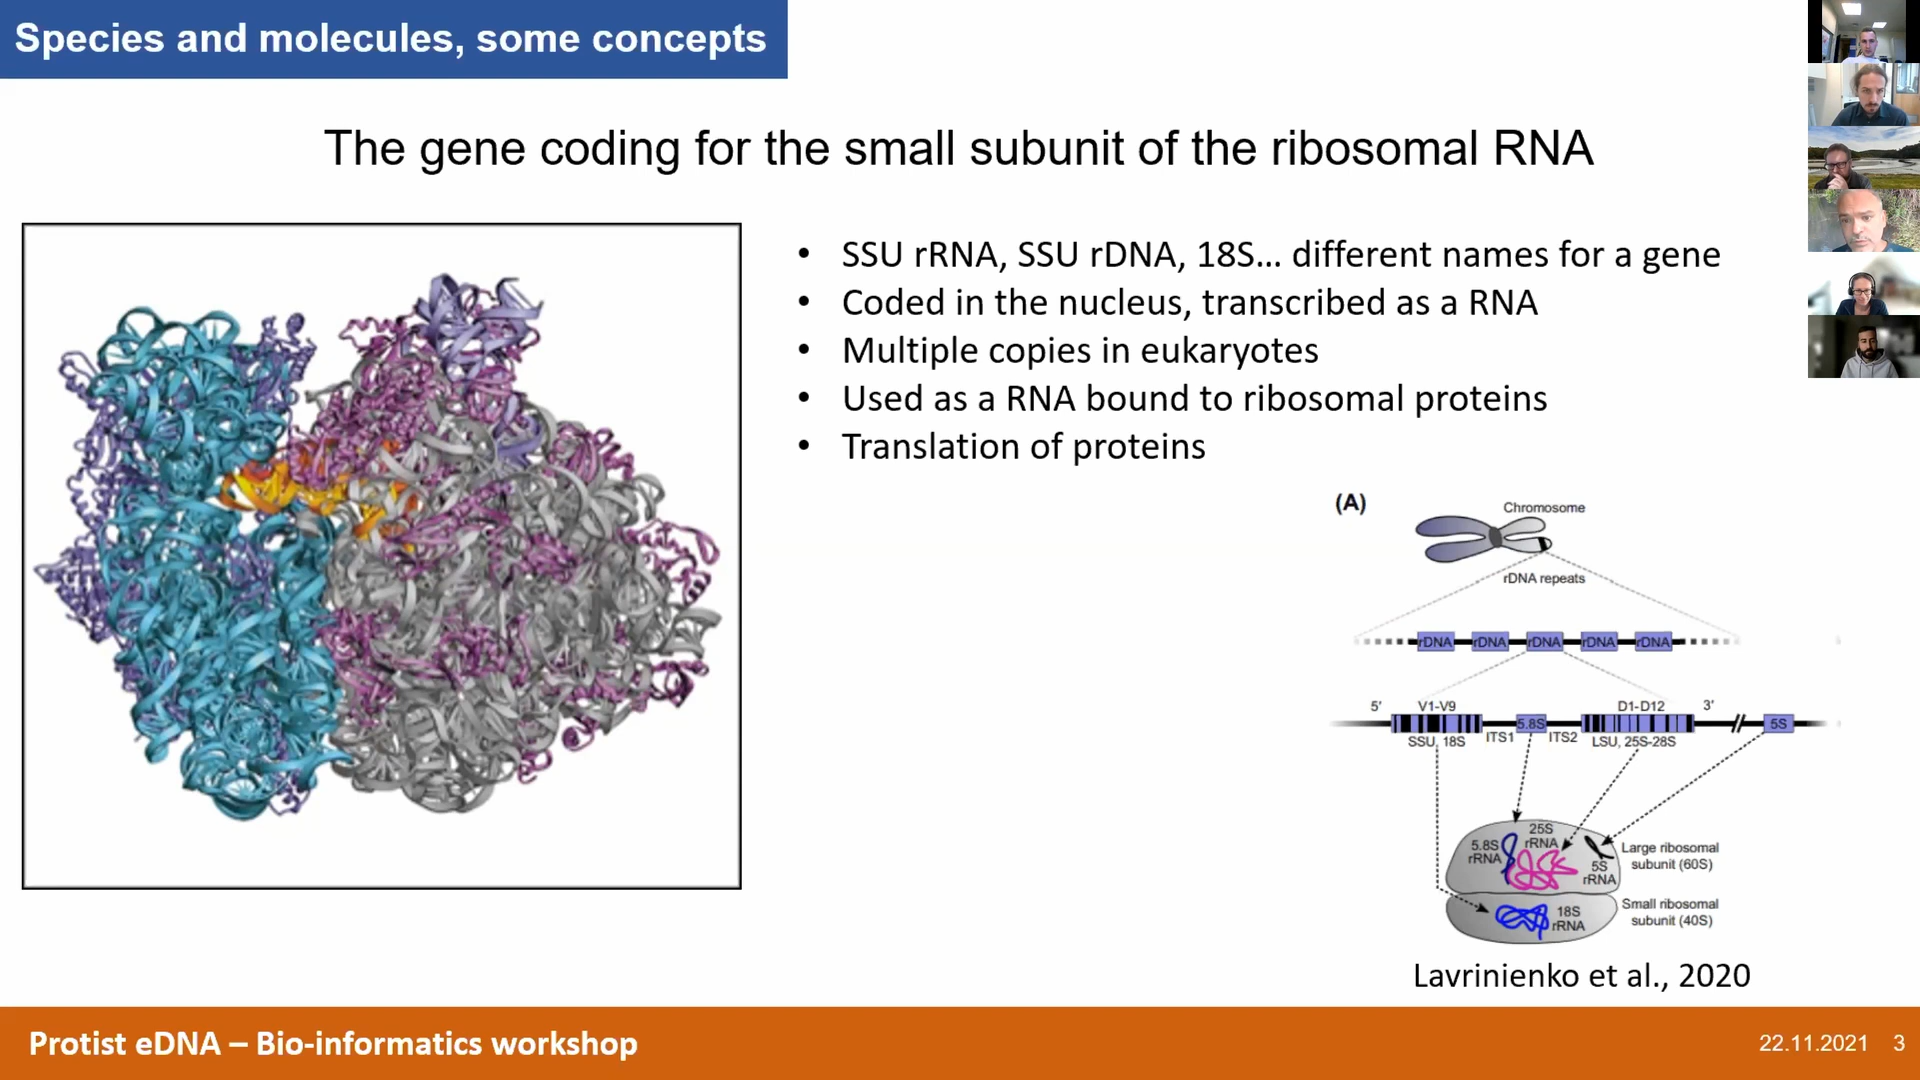 Species and molecules, some concepts
The gene coding for the small subunit of the ribosomal RNA
• SSU rRNA, SSU rDNA, 18S... different names for a gene
• Coded in the nucleus, transcribed as a RNA
• Multiple copies in eukaryotes
• Used as a RNA bound to ribosomal proteins
• Translation of proteins
(A)
Chromosome
rDNA repeats
rDNA rDNA rDNA rDNA rDNA
5' V1-V9 D1-D12 3'
5.8S 5S
SSU, 18S ITS1 ITS2 LSU, 25S-28S
25S
rRNA
5.8S
rRNA
5S
rRNA
Large ribosomal
subunit (60S)
18S
rRNA
Small ribosomal
subunit (40S)
Lavrinienko et al., 2020
Protist eDNA – Bio-informatics workshop
22.11.2021 3